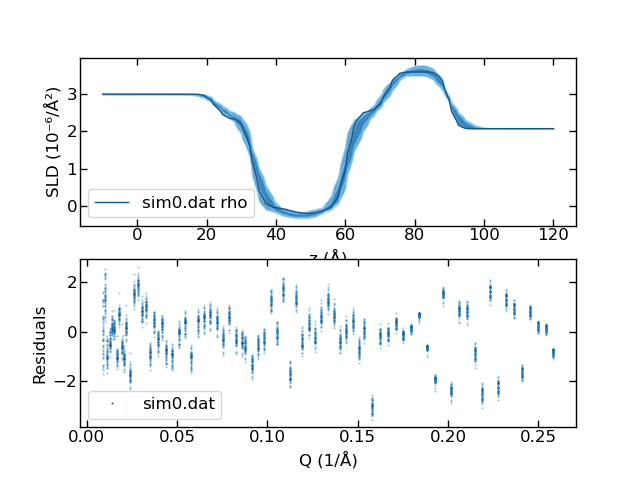 SLD (10⁻⁶/Å²)
3
2
1
0
sim0.dat rho
0 20 40 60 80 100 120
z (Å)
Residuals
2
0
−2
sim0.dat
0.00 0.05 0.10 0.15 0.20 0.25
Q (1/Å)